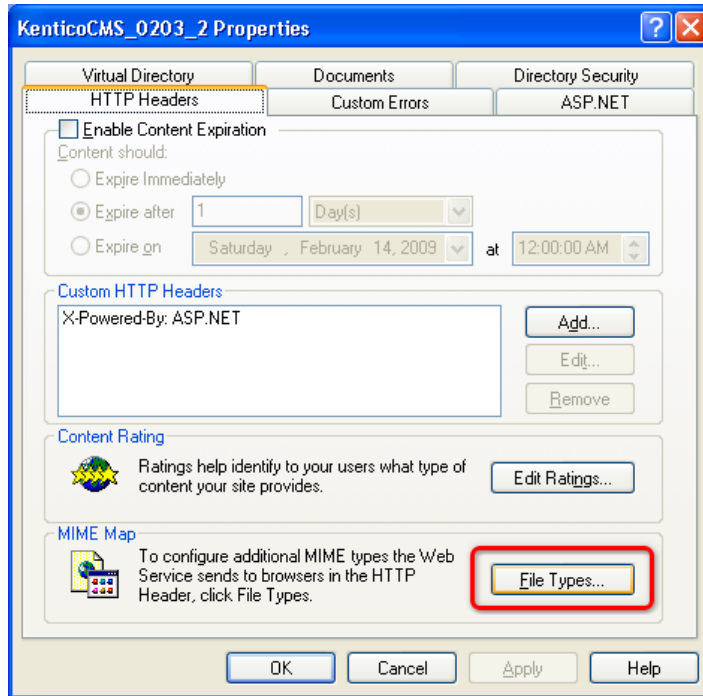 KenticoCMS_0203_2 Properties
Virtual Directory
Documents
Directory Security
HTTP Headers
Custom Errors
ASP.NET
Enable Content Expiration
Content should:
Expire Immediately
Expire after 1 Day(s)
Expire on Saturday , February 14, 2009 at 12:00:00 AM
Custom HTTP Headers
X-Powered-By: ASP.NET
Add...
Edit...
Remove
Content Rating
Ratings help identify to your users what type of
content your site provides.
Edit Ratings...
MIME Map
To configure additional MIME types the Web
Service sends to browsers in the HTTP
Header, click File Types.
File Types...
OK
Cancel
Apply
Help